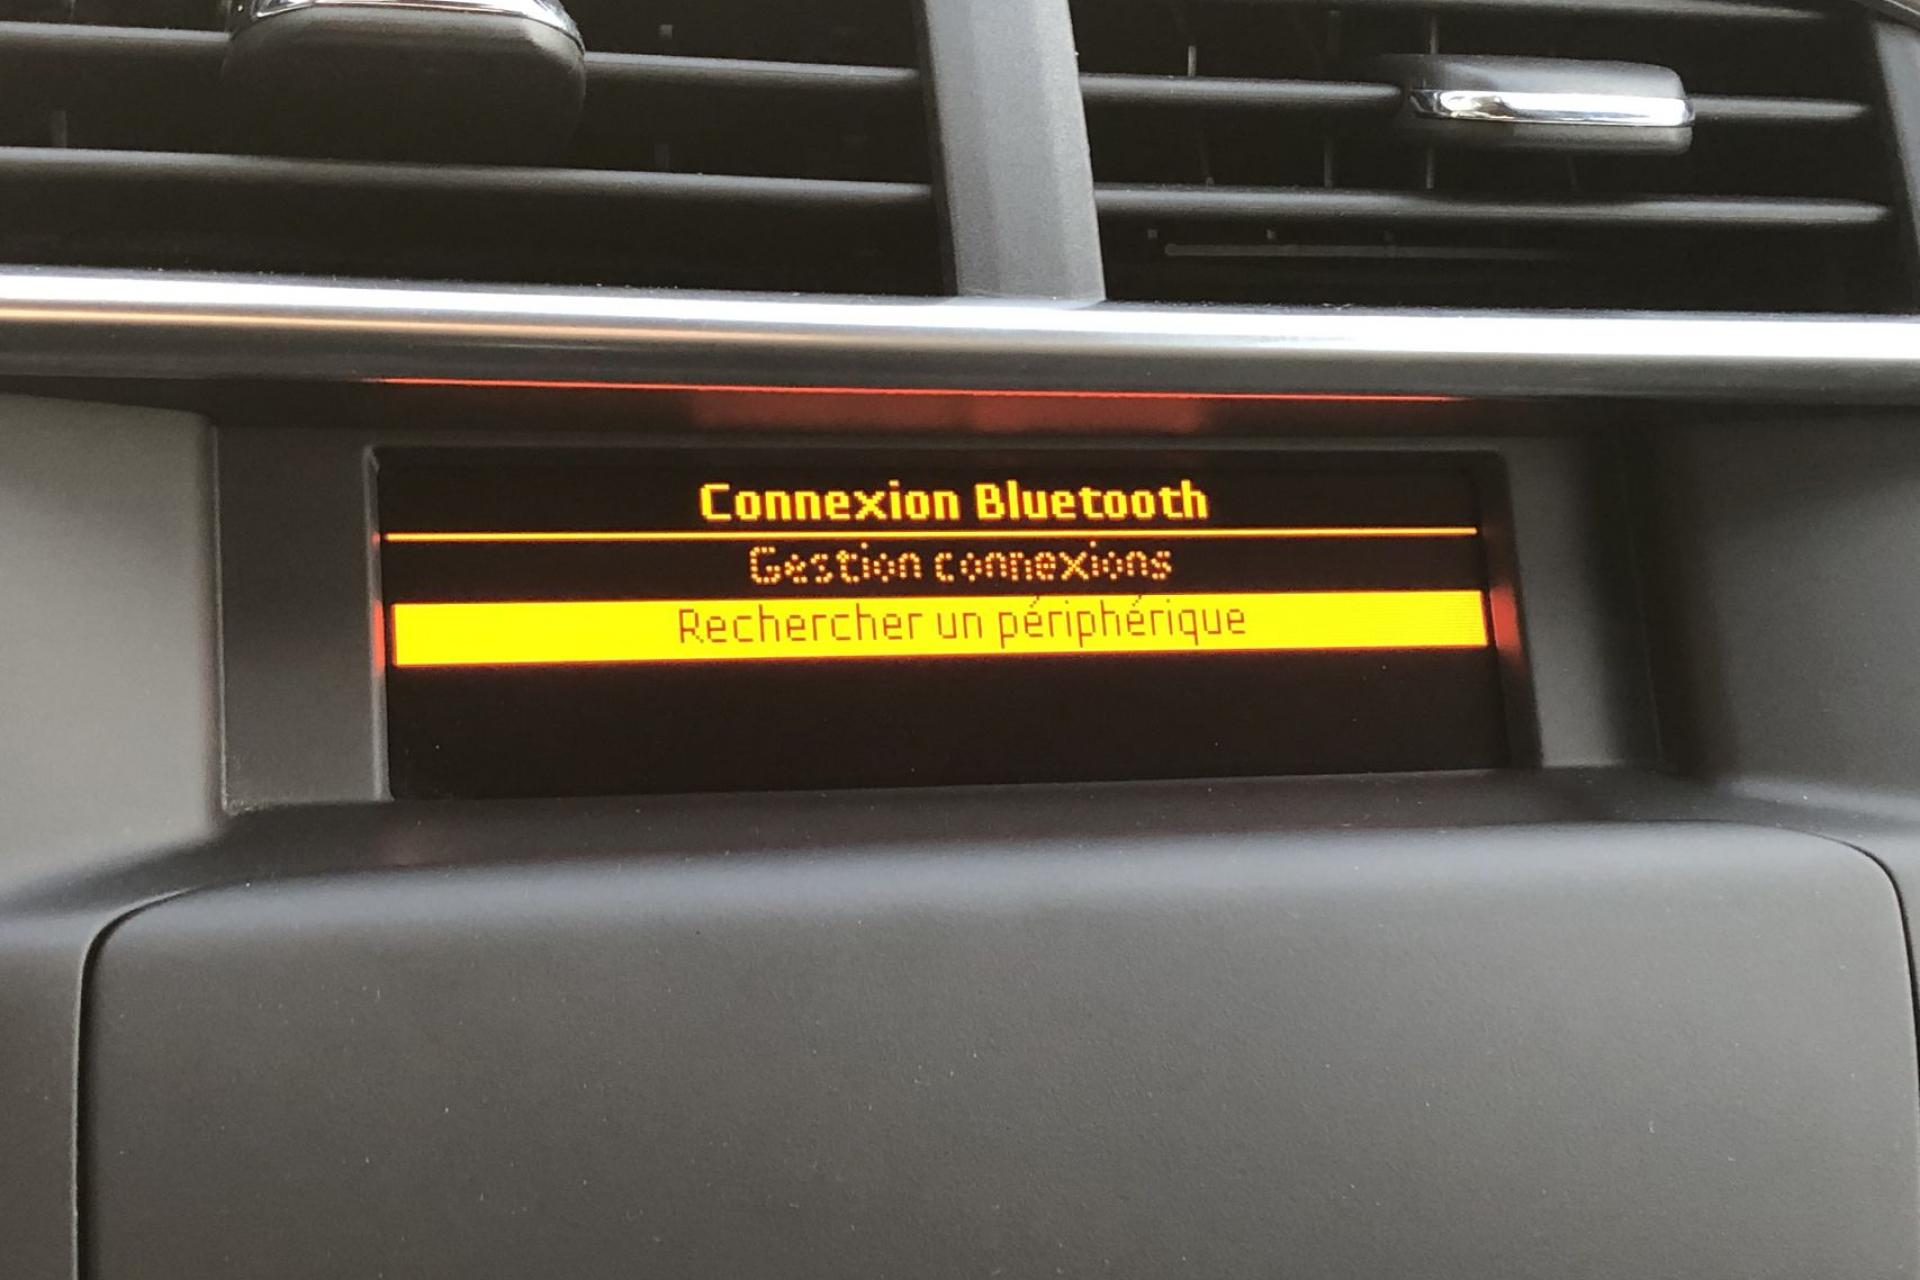 Connexion Bluetooth
Gestion connexions
Rechercher un périphérique